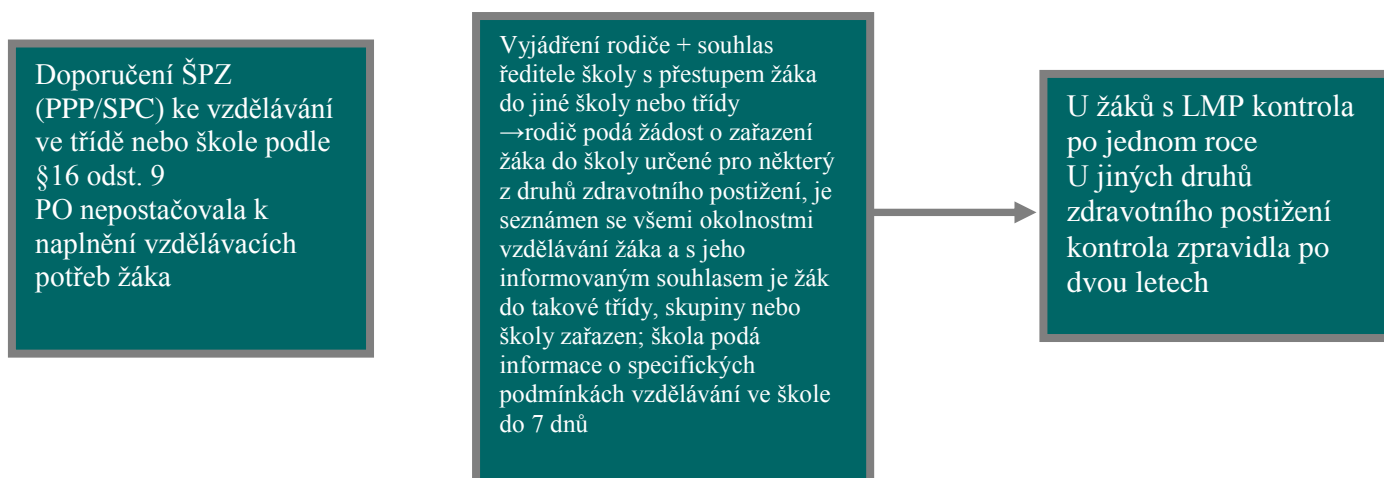 Doporučení ŠPZ
(PPP/SPC) ke vzdělávání
ve třídě nebo škole podle
§16 odst. 9
PO nepostačovala k
naplnění vzdělávacích
potřeb žáka
Vyjádření rodiče + souhlas
ředitele školy s přestupem žáka
do jiné školy nebo třídy
→rodič podá žádost o zařazení
žáka do školy určené pro některý
z druhů zdravotního postižení, je
seznámen se všemi okolnostmi
vzdělávání žáka a s jeho
informovaným souhlasem je žák
do takové třídy, skupiny nebo
školy zařazen; škola podá
informace o specifických
podmínkách vzdělávání ve škole
do 7 dnů
U žáků s LMP kontrola
po jednom roce
U jiných druhů
zdravotního postižení
kontrola zpravidla po
dvou letech